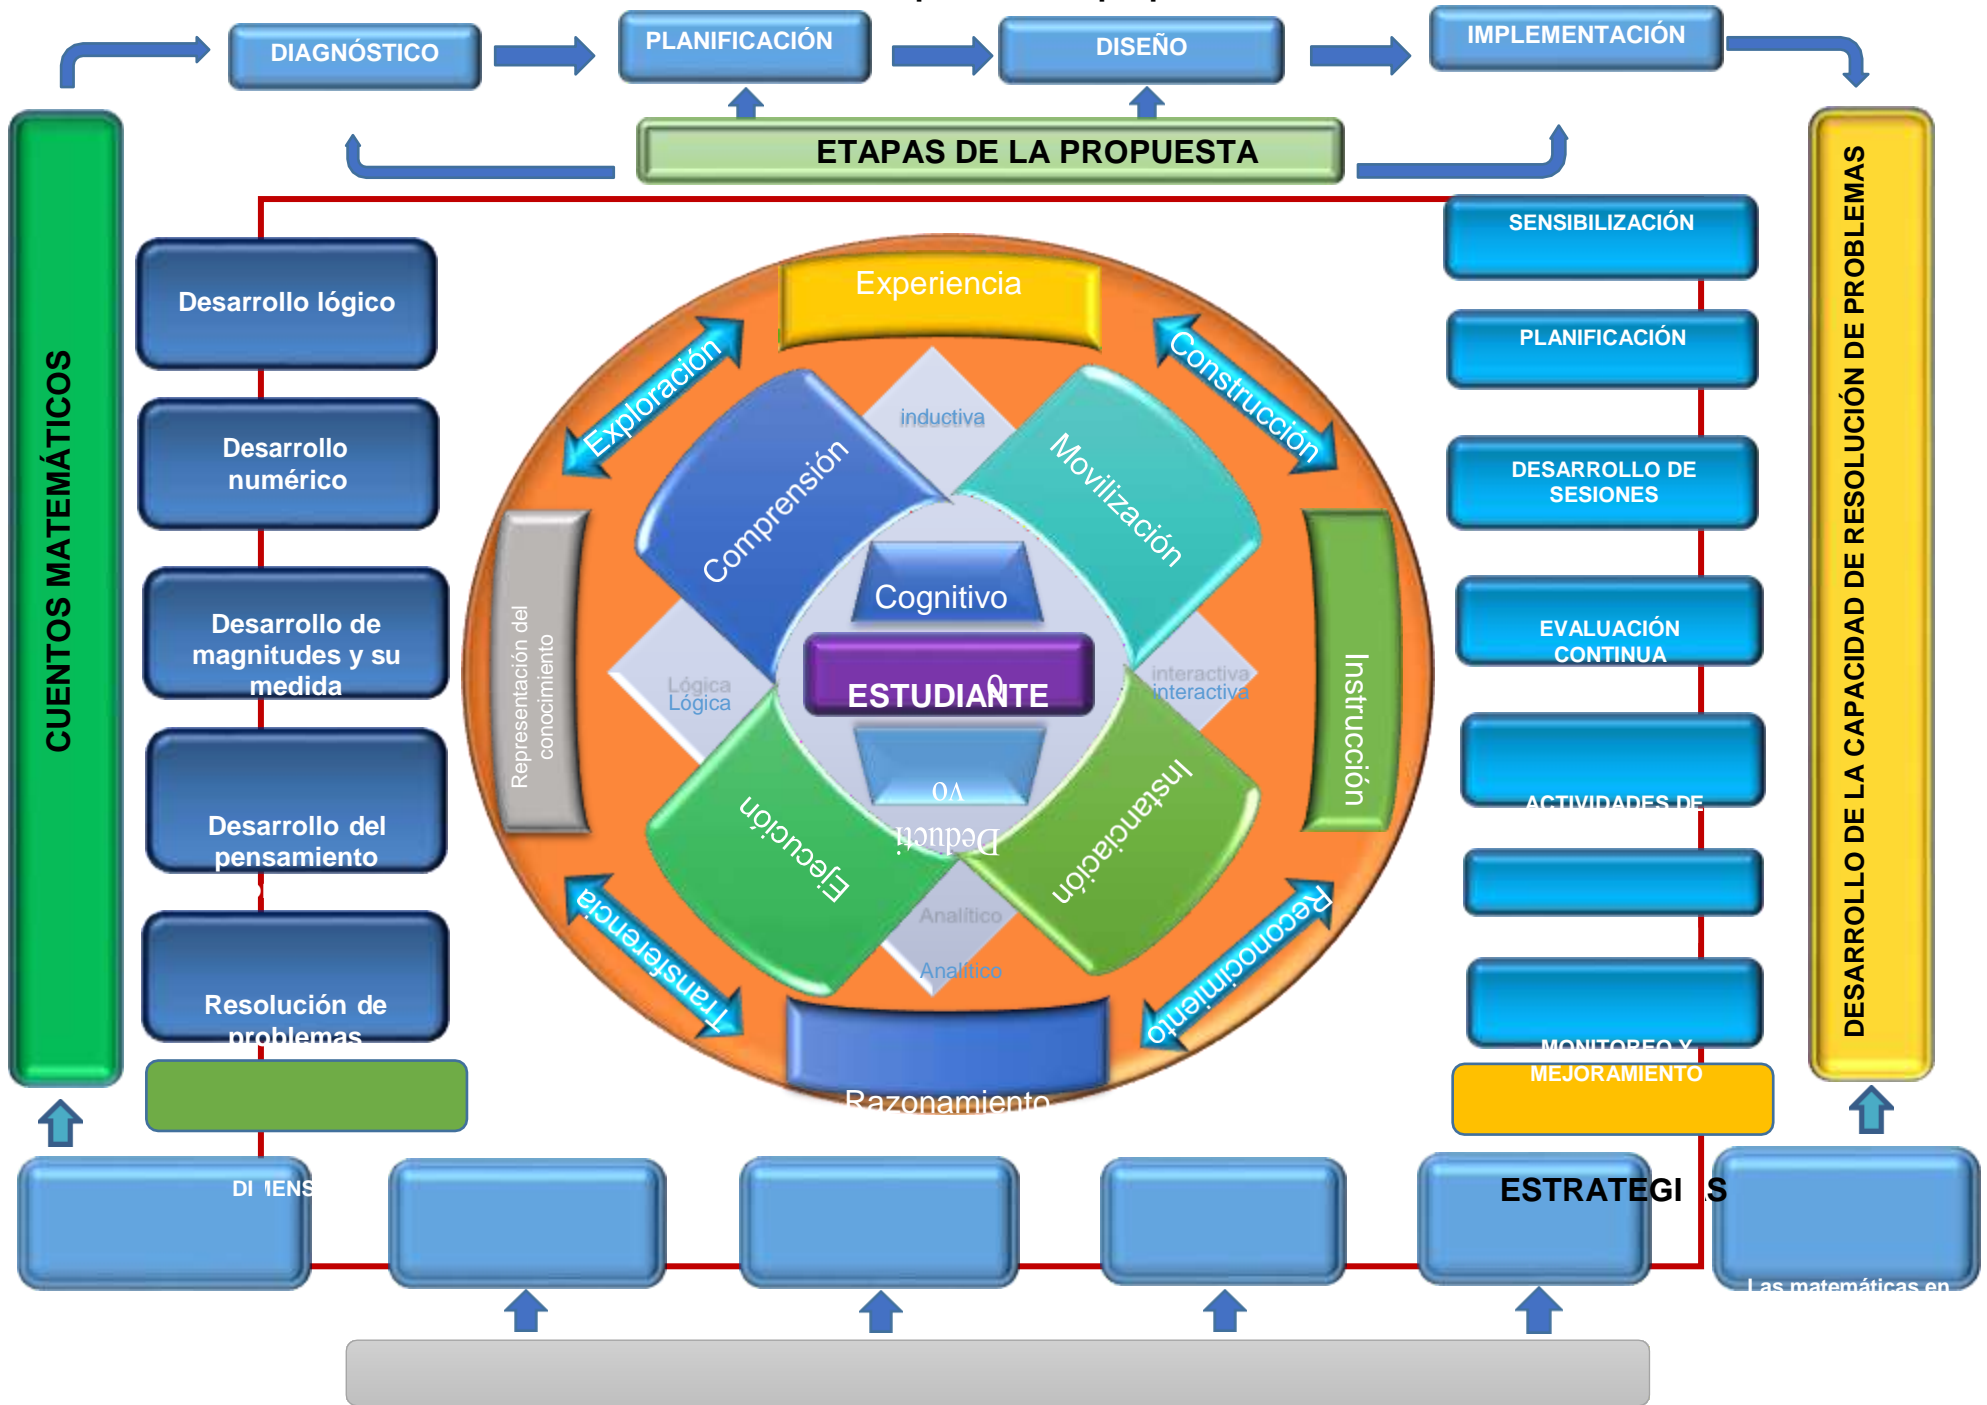 DIAGNÓSTICO
PLANIFICACIÓN
DISEÑO
IMPLEMENTACIÓN
ETAPAS DE LA PROPUESTA
CUENTOS MATEMÁTICOS
Desarrollo lógico
Desarrollo
numérico
Desarrollo de
magnitudes y su
medida
Desarrollo del
pensamiento
Resolución de
problemas
Experiencia
Exploración
Construcción
inductiva
Comprensión
Movilización
Cognitivo
Representación del
conocimiento
Lógica
Lógica
ESTUDIANTE
interactiva
interactiva
Instrucción
Deducti
vo
Ejecución
Instanciación
Analítico
Analítico
Transferencia
Reconocimiento
Razonamiento
SENSIBILIZACIÓN
PLANIFICACIÓN
DESARROLLO DE
SESIONES
EVALUACIÓN
CONTINUA
ACTIVIDADES DE
MONITOREO Y
MEJORAMIENTO
DESARROLLO DE LA CAPACIDAD DE RESOLUCIÓN DE PROBLEMAS
ESTRATEGIAS
Las matemáticas en